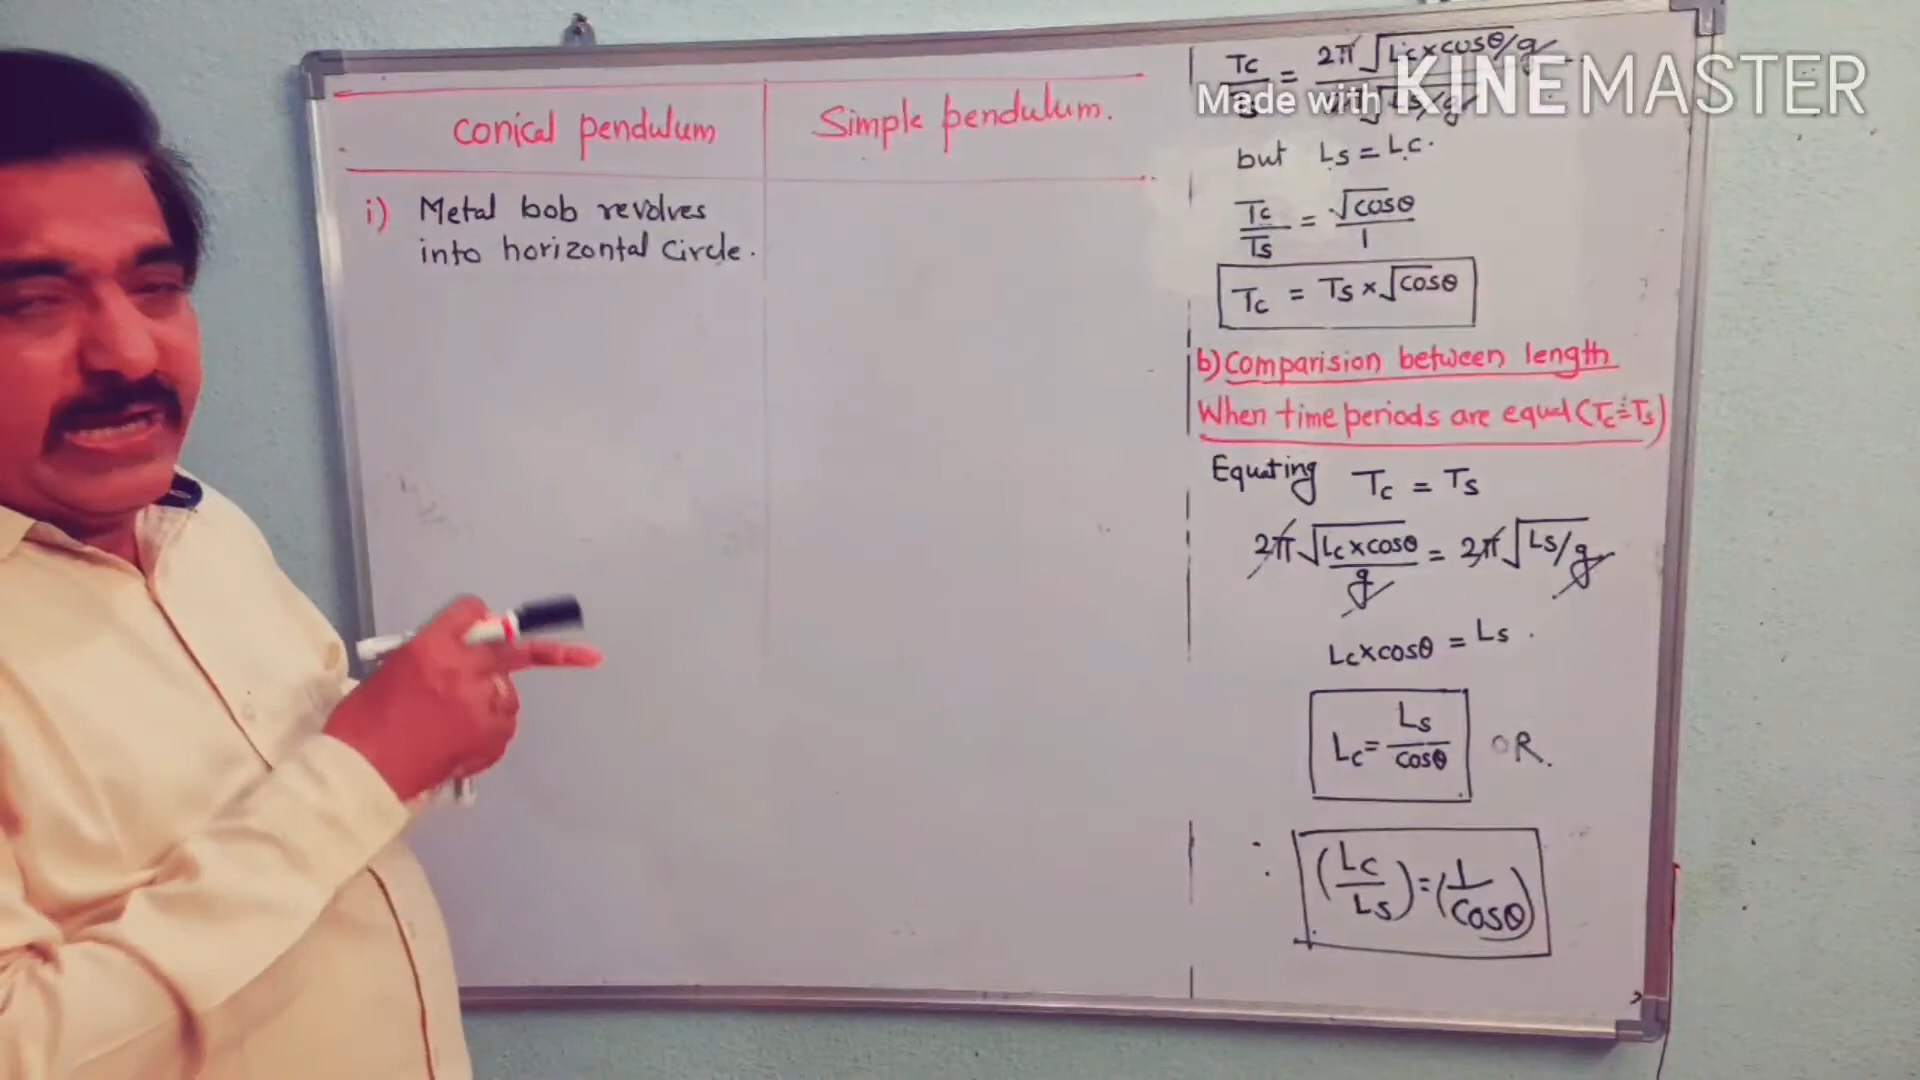 conical pendulum
Simple pendulum.
i) Metal bob revolves
into horizontal circle.
Tc = 2π √Lc×cosθ/g
Made with KINEMASTER
but Ls = Lc.
Tc/Ts = √cosθ/1
Tc = Ts × √cosθ
b) Comparision between length
When time periods are equal (Tc = Ts)
Equating Tc = Ts
2π √Lc×cosθ/g = 2π √Ls/g
Lc×cosθ = Ls.
Lc = Ls/cosθ OR.
∴ (Lc/Ls) = (1/cosθ)